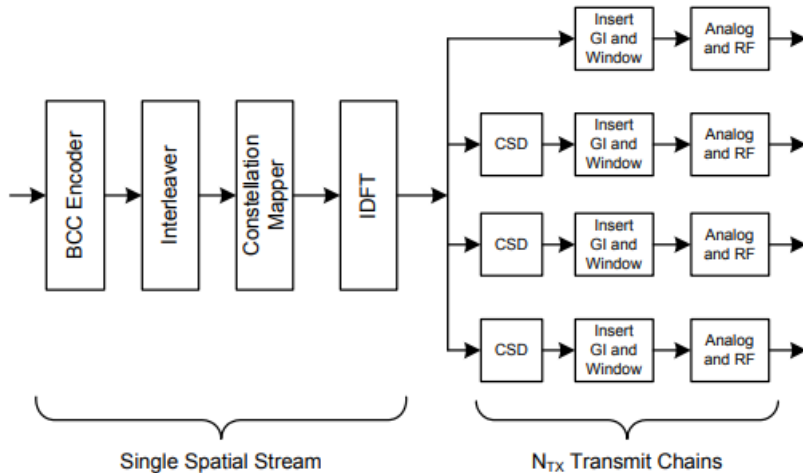 BCC Encoder
Interleaver
Constellation
Mapper
IDFT
Insert
GI and
Window
Analog
and RF
CSD
Insert
GI and
Window
Analog
and RF
CSD
Insert
GI and
Window
Analog
and RF
CSD
Insert
GI and
Window
Analog
and RF
Single Spatial Stream
NTX Transmit Chains